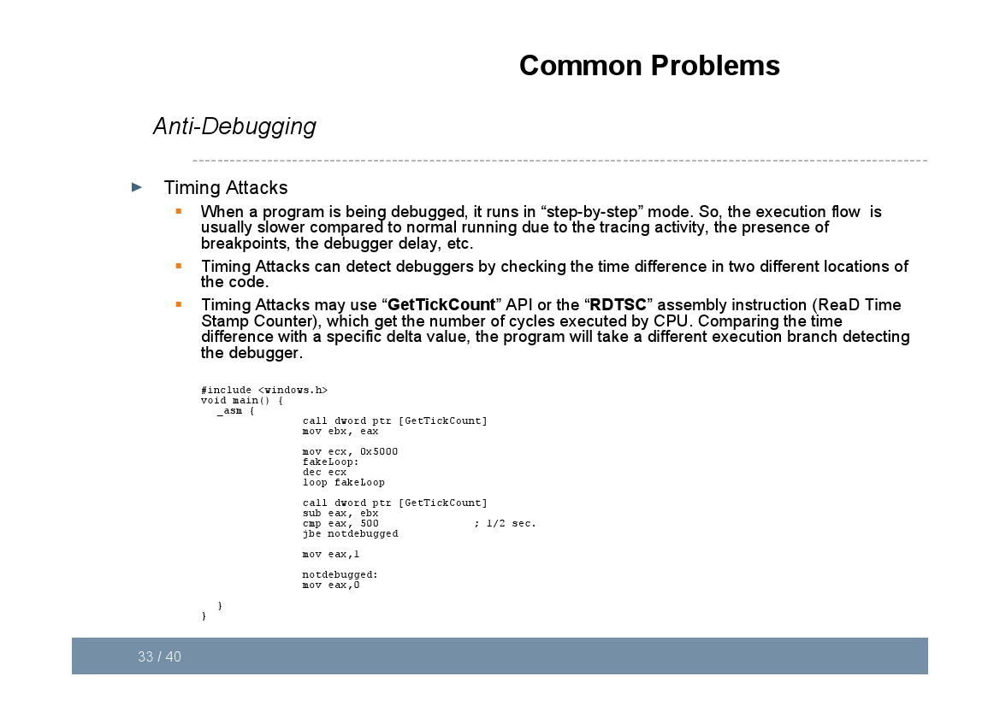 Common Problems
Anti-Debugging
Timing Attacks
When a program is being debugged, it runs in “step-by-step” mode. So, the execution flow is
usually slower compared to normal running due to the tracing activity, the presence of
breakpoints, the debugger delay, etc.
Timing Attacks can detect debuggers by checking the time difference in two different locations of
the code.
Timing Attacks may use “GetTickCount” API or the “RDTSC” assembly instruction (ReaD Time
Stamp Counter), which get the number of cycles executed by CPU. Comparing the time
difference with a specific delta value, the program will take a different execution branch detecting
the debugger.
#include <windows.h>
void main() {
_asm {
call dword ptr [GetTickCount]
mov ebx, eax
mov ecx, 0x5000
fakeLoop:
dec ecx
loop fakeLoop
call dword ptr [GetTickCount]
sub eax, ebx
cmp eax, 500 ; 1/2 sec.
jbe notdebugged
mov eax,1
notdebugged:
mov eax,0
}
}
33 / 40